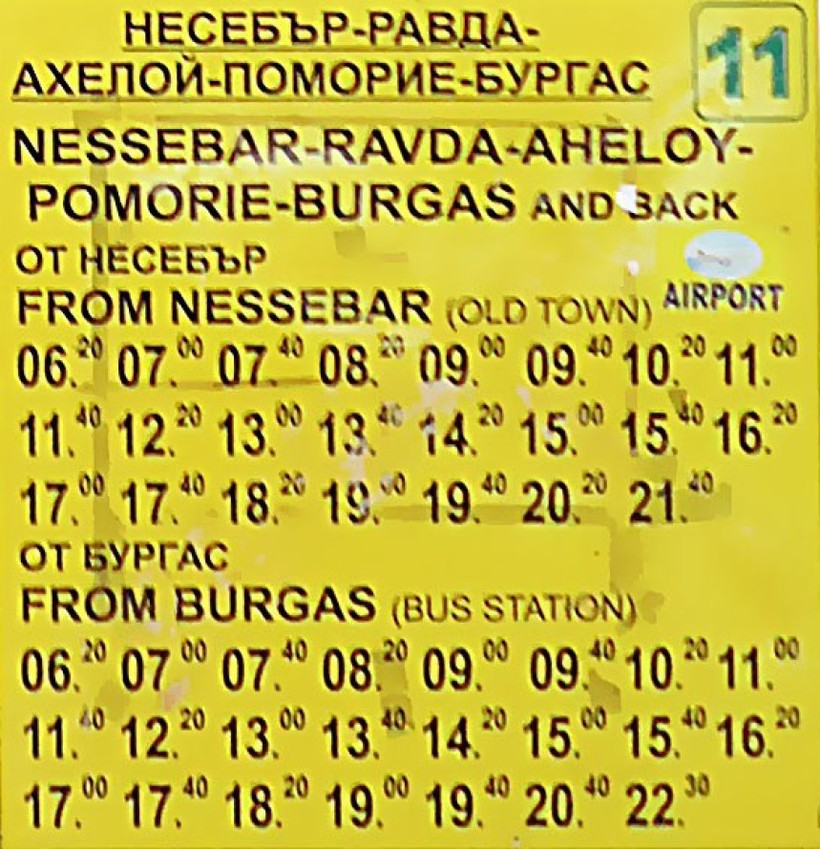 НЕСЕБЪР-РАВДА-
АХЕЛОЙ-ПОМОРИЕ-БУРГАС
11
NESSEBAR-RAVDA-AHELOY-
POMORIE-BURGAS AND BACK
ОТ НЕСЕБЪР
FROM NESSEBAR (OLD TOWN) AIRPORT
06.20 07.00 07.40 08.20 09.00 09.40 10.20 11.00
11.40 12.20 13.00 13.40 14.20 15.00 15.40 16.20
17.00 17.40 18.20 19.00 19.40 20.20 21.40
ОТ БУРГАС
FROM BURGAS (BUS STATION)
06.20 07.00 07.40 08.20 09.00 09.40 10.20 11.00
11.40 12.20 13.00 13.40 14.20 15.00 15.40 16.20
17.00 17.40 18.20 19.00 19.40 20.40 22.30